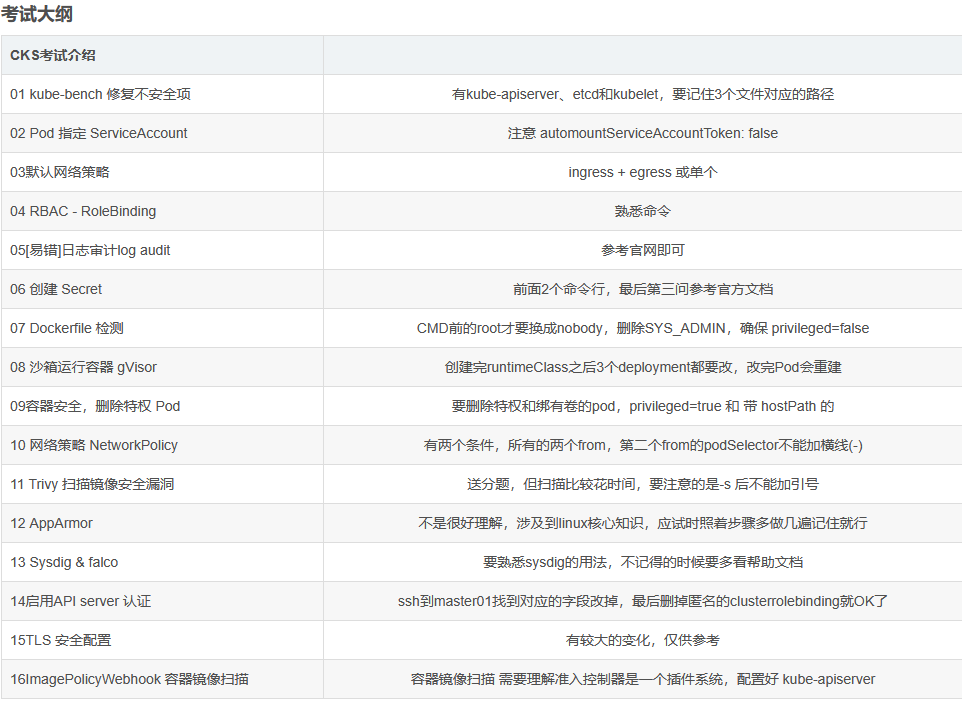 考试大纲
CKS考试介绍
01 kube-bench 修复不安全项 有kube-apiserver、etcd和kubelet，要记住3个文件对应的路径
02 Pod 指定 ServiceAccount 注意 automountServiceAccountToken: false
03默认网络策略 ingress + egress 或单个
04 RBAC - RoleBinding 熟悉命令
05[易错]日志审计log audit 参考官网即可
06 创建 Secret 前面2个命令行，最后第三问参考官方文档
07 Dockerfile 检测 CMD前的root才要换成nobody，删除SYS_ADMIN，确保 privileged=false
08 沙箱运行容器 gVisor 创建完runtimeClass之后3个deployment都要改，改完Pod会重建
09容器安全，删除特权 Pod 要删除特权和绑有卷的pod，privileged=true 和 带 hostPath 的
10 网络策略 NetworkPolicy 有两个条件，所有的两个from，第二个from的podSelector不能加横线(-)
11 Trivy 扫描镜像安全漏洞 送分题，但扫描比较花时间，要注意的是-s 后不能加引号
12 AppArmor 不是很好理解，涉及到linux核心知识，应试时照着步骤多做几遍记住就行
13 Sysdig & falco 要熟悉sysdig的用法，不记得的时候要多看帮助文档
14启用API server 认证 ssh到master01找到对应的字段改掉，最后删掉匿名的clusterrolebinding就OK了
15TLS 安全配置 有较大的变化，仅供参考
16ImagePolicyWebhook 容器镜像扫描 容器镜像扫描 需要理解准入控制器是一个插件系统，配置好 kube-apiserver